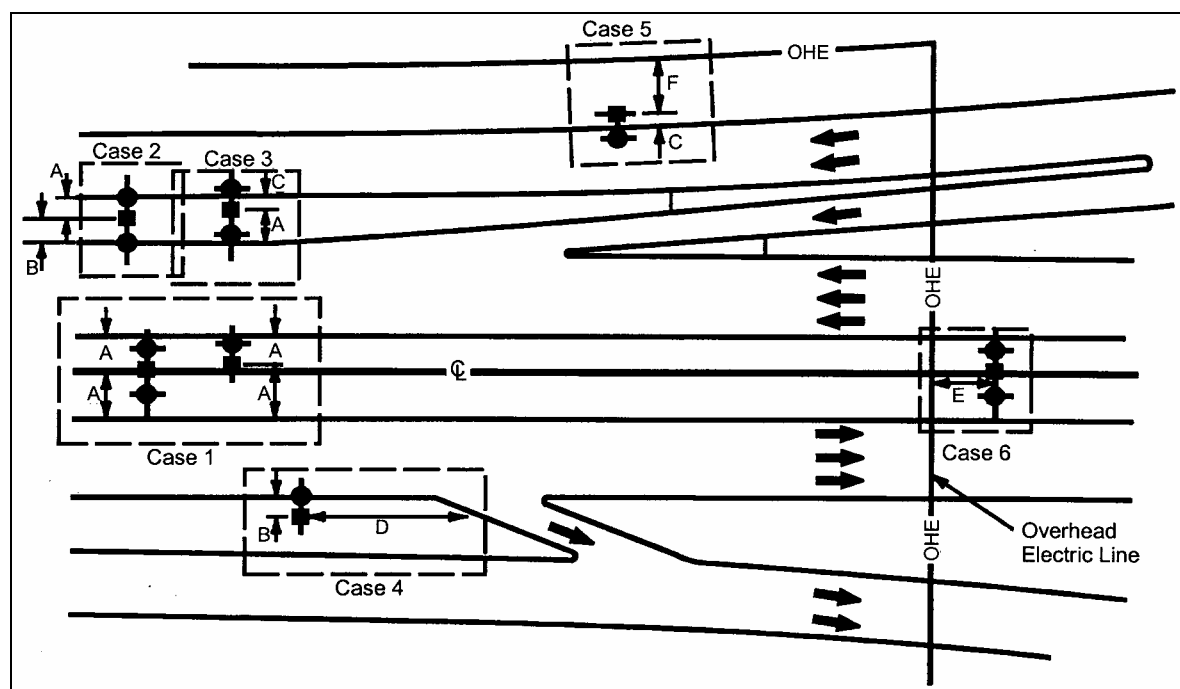 Case 5
OHE
F
C
Case 2
Case 3
A
C
A
B
OHE
A
A
A
A
℄
E
Case 1
Case 6
B
D
Case 4
OHE
Overhead
Electric Line